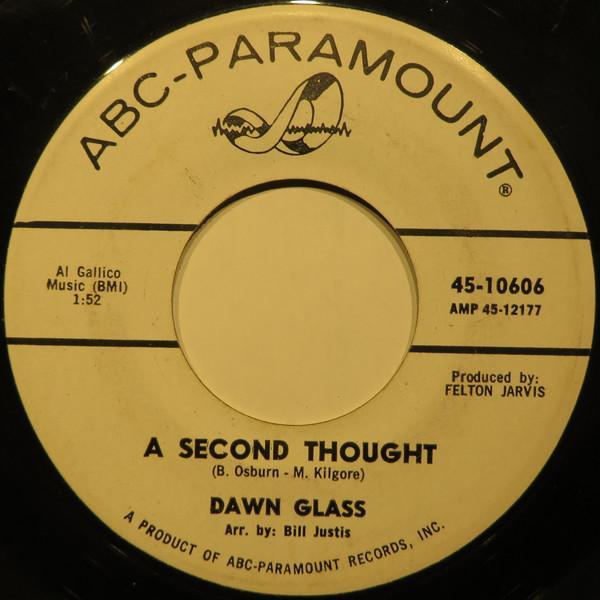 ABC-PARAMOUNT®
Al Gallico
Music (BMI)
1:52
45-10606
AMP 45-12177
Produced by:
FELTON JARVIS
A SECOND THOUGHT
(B. Osburn - M. Kilgore)
DAWN GLASS
Arr. by: Bill Justis
A PRODUCT OF ABC-PARAMOUNT RECORDS, INC.